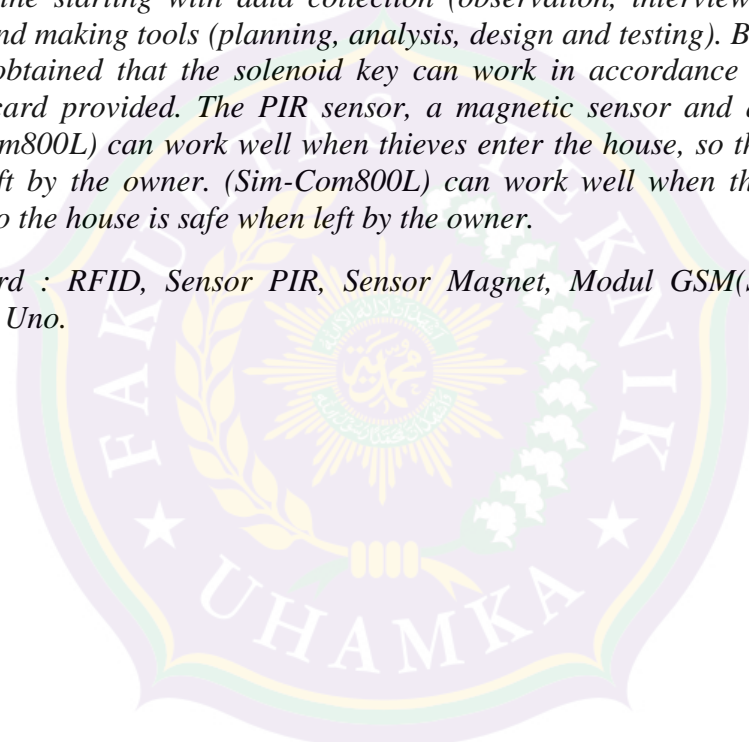 the starting with data collection (observation, interview
nd making tools (planning, analysis, design and testing). B
obtained that the solenoid key can work in accordance
card provided. The PIR sensor, a magnetic sensor and a
m800L) can work well when thieves enter the house, so th
ft by the owner. (Sim-Com800L) can work well when th
o the house is safe when left by the owner.
rd : RFID, Sensor PIR, Sensor Magnet, Modul GSM(S
Uno.
FAKULTAS TEKNIK
UHAMKA